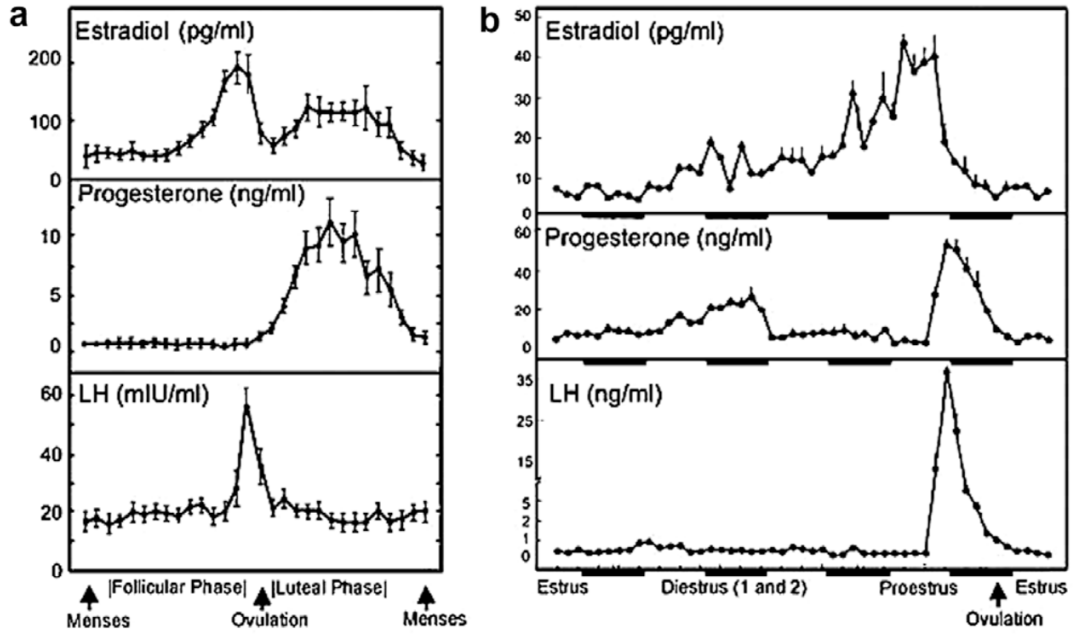 a
Estradiol (pg/ml)
200
100
0
Progesterone (ng/ml)
10
5
0
LH (mIU/ml)
60
40
20
0
|Follicular Phase| |Luteal Phase|
Menses Ovulation Menses
b
Estradiol (pg/ml)
50
40
30
20
10
0
Progesterone (ng/ml)
60
40
20
0
LH (ng/ml)
35
25
15
5
2
1
0
Estrus Diestrus (1 and 2) Proestrus Estrus
Ovulation